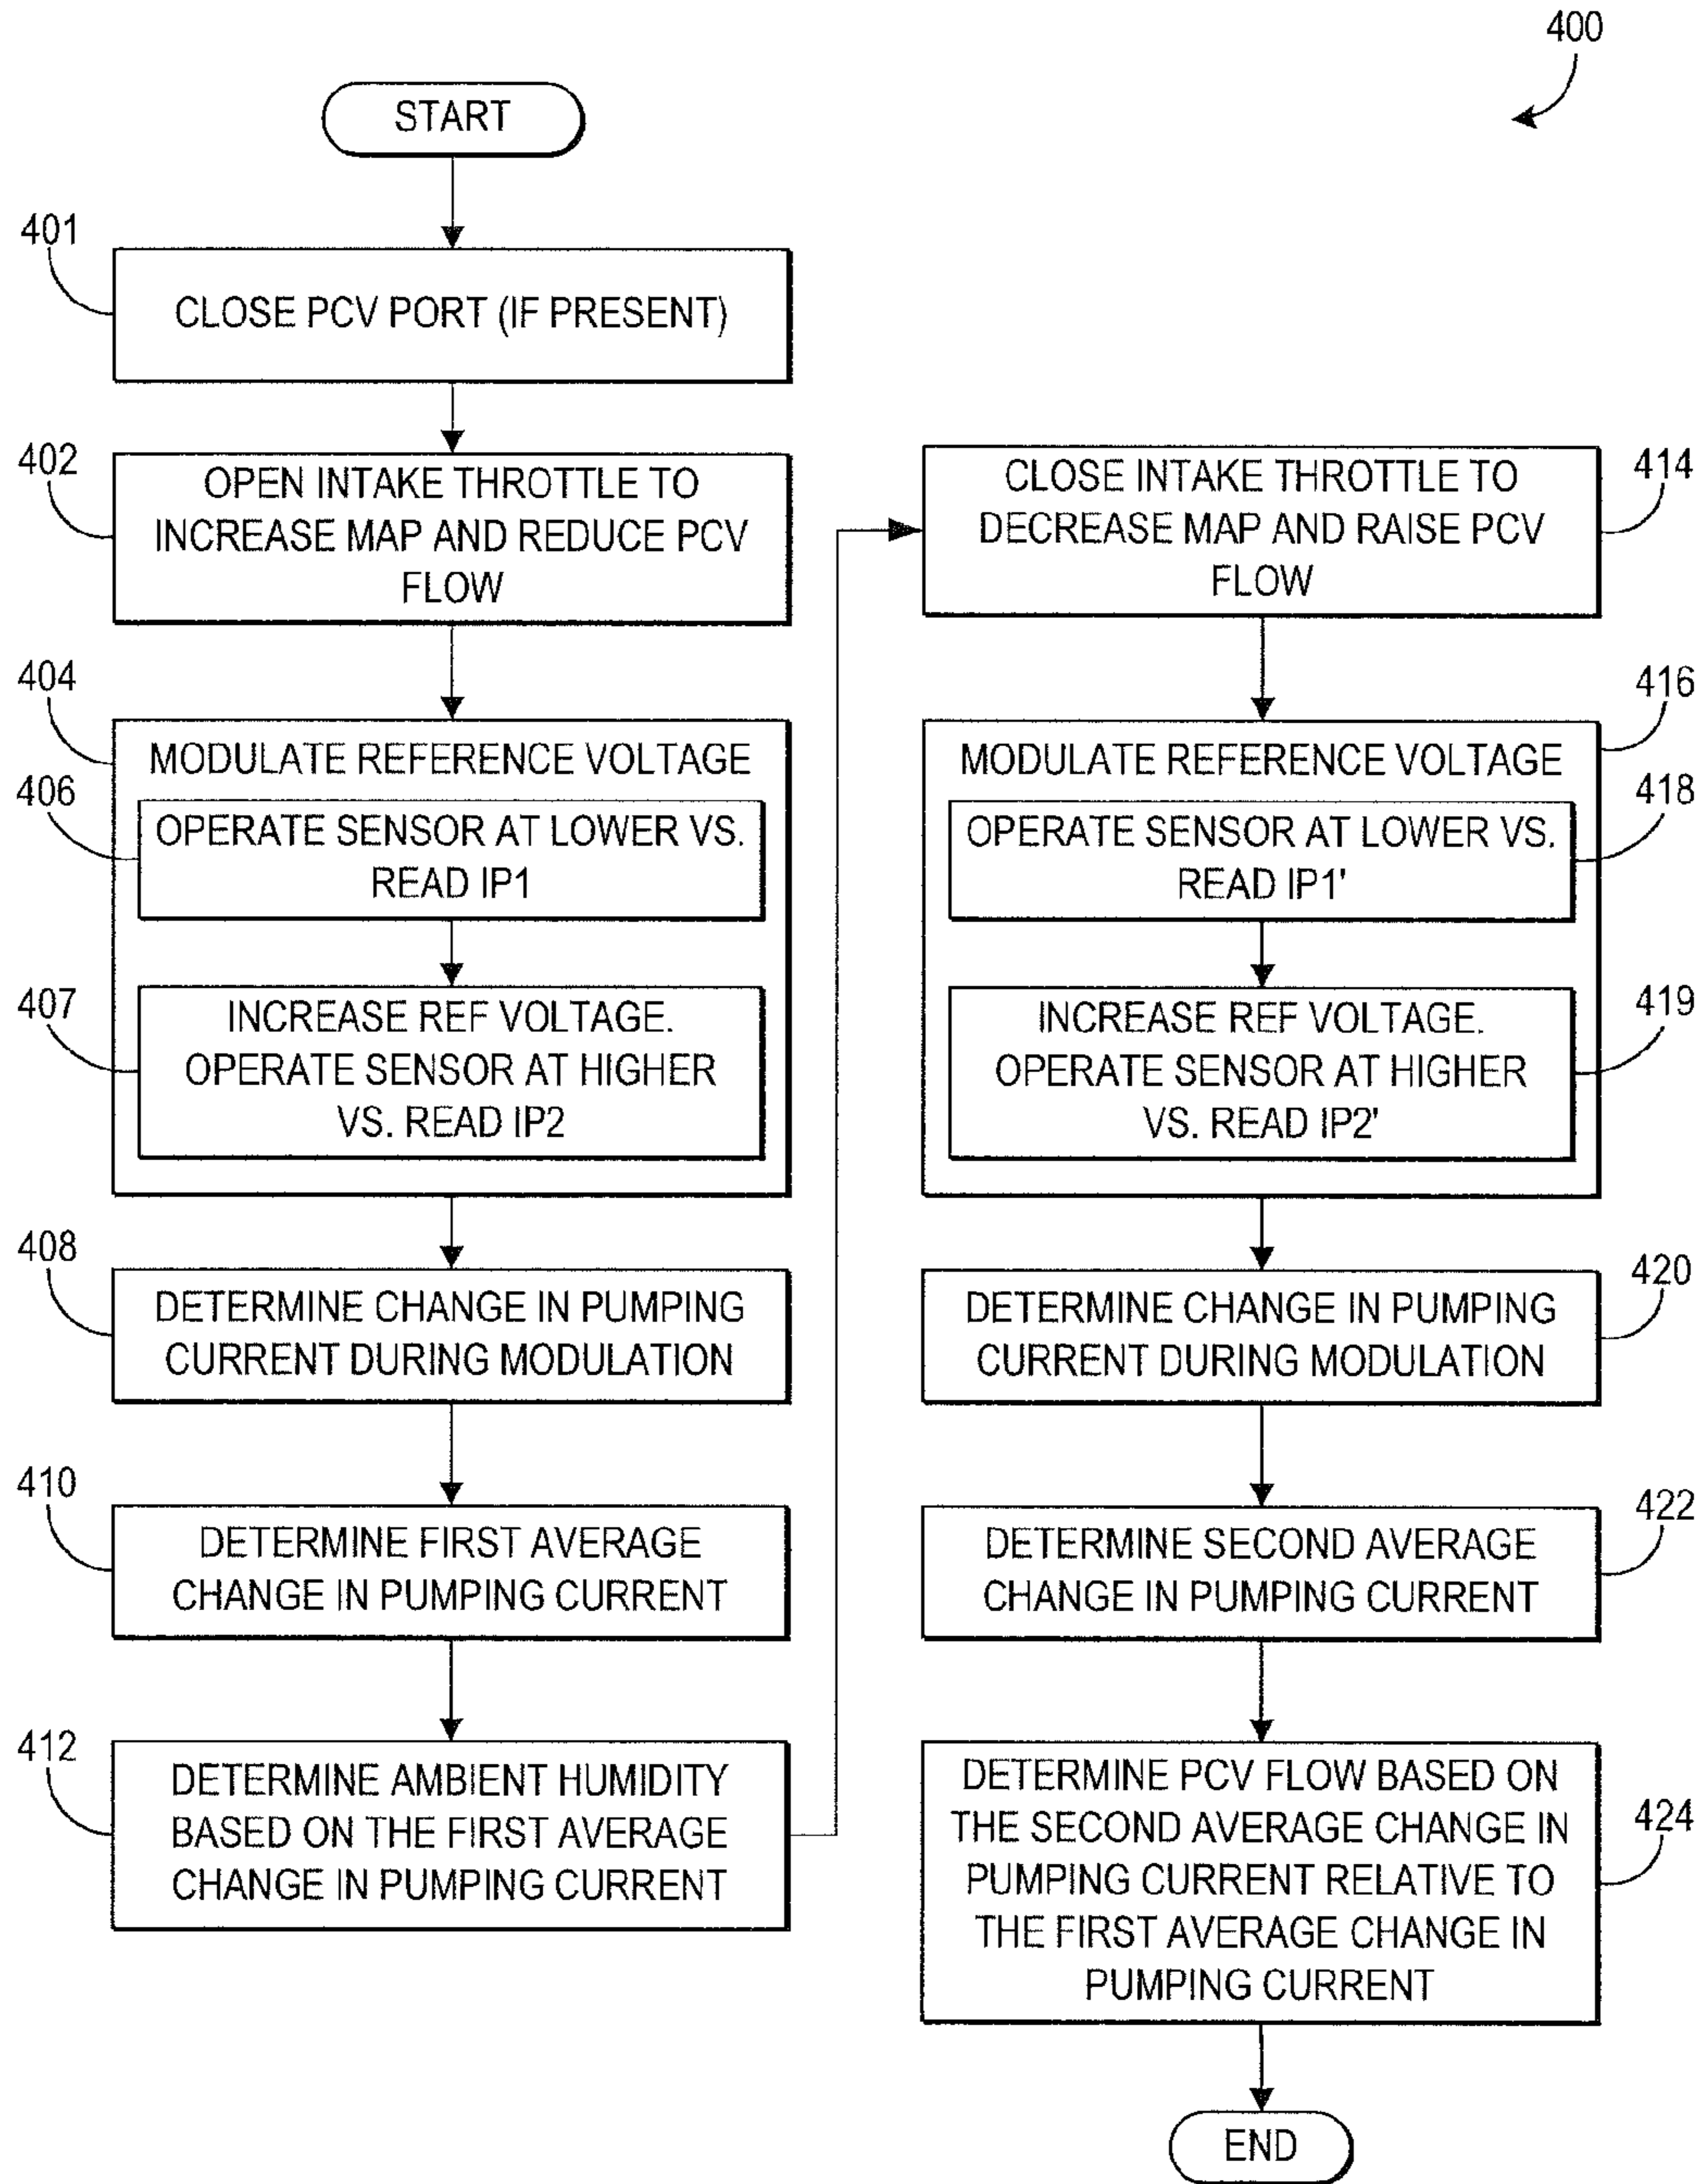 400
START
401
CLOSE PCV PORT (IF PRESENT)
402
OPEN INTAKE THROTTLE TO
INCREASE MAP AND REDUCE PCV
FLOW
404
MODULATE REFERENCE VOLTAGE
406
OPERATE SENSOR AT LOWER VS.
READ IP1
407
INCREASE REF VOLTAGE.
OPERATE SENSOR AT HIGHER
VS. READ IP2
408
DETERMINE CHANGE IN PUMPING
CURRENT DURING MODULATION
410
DETERMINE FIRST AVERAGE
CHANGE IN PUMPING CURRENT
412
DETERMINE AMBIENT HUMIDITY
BASED ON THE FIRST AVERAGE
CHANGE IN PUMPING CURRENT
414
CLOSE INTAKE THROTTLE TO
DECREASE MAP AND RAISE PCV
FLOW
416
MODULATE REFERENCE VOLTAGE
418
OPERATE SENSOR AT LOWER VS.
READ IP1'
419
INCREASE REF VOLTAGE.
OPERATE SENSOR AT HIGHER
VS. READ IP2'
420
DETERMINE CHANGE IN PUMPING
CURRENT DURING MODULATION
422
DETERMINE SECOND AVERAGE
CHANGE IN PUMPING CURRENT
424
DETERMINE PCV FLOW BASED ON
THE SECOND AVERAGE CHANGE IN
PUMPING CURRENT RELATIVE TO
THE FIRST AVERAGE CHANGE IN
PUMPING CURRENT
END